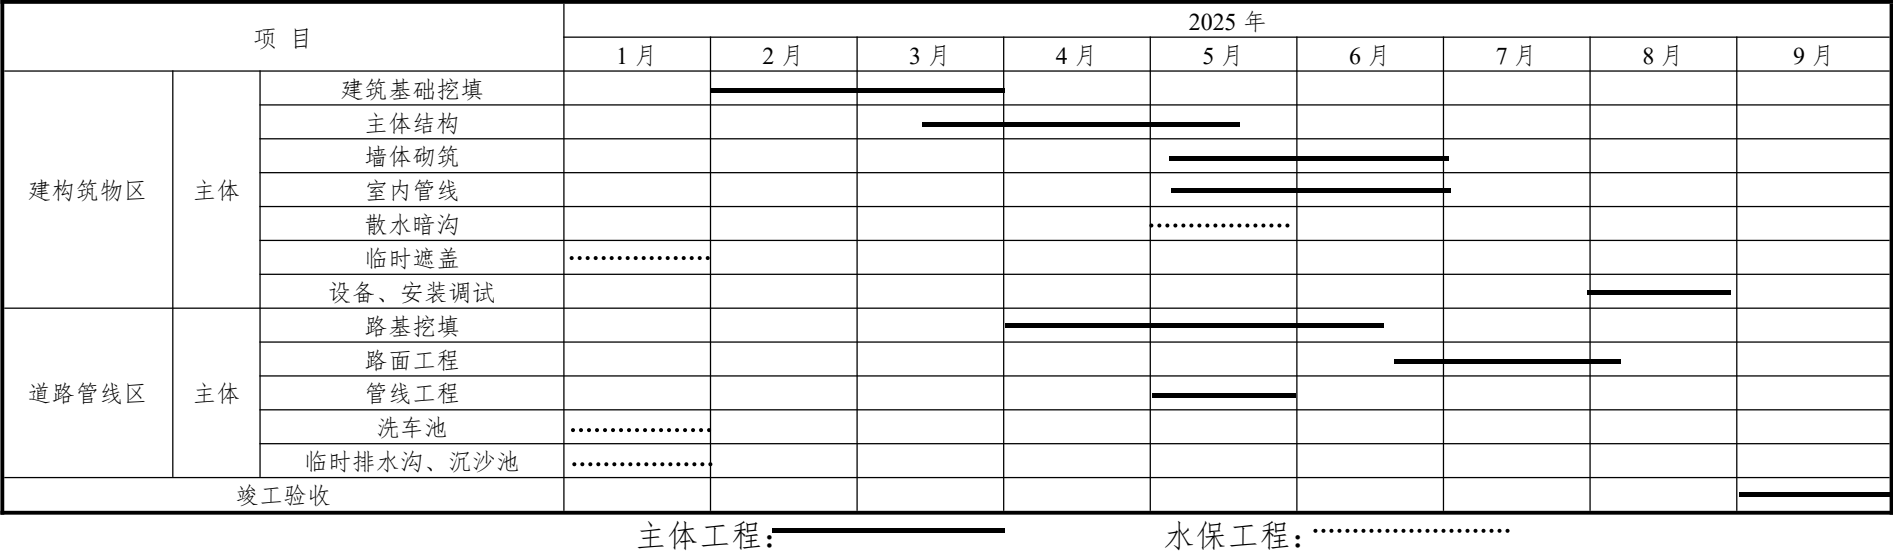 项 目
2025 年
1 月 2 月 3 月 4 月 5 月 6 月 7 月 8 月 9 月
建构筑物区
主体
建筑基础挖填
主体结构
墙体砌筑
室内管线
散水暗沟
临时遮盖
设备、安装调试
道路管线区
主体
路基挖填
路面工程
管线工程
洗车池
临时排水沟、沉沙池
竣工验收
主体工程: 水保工程: